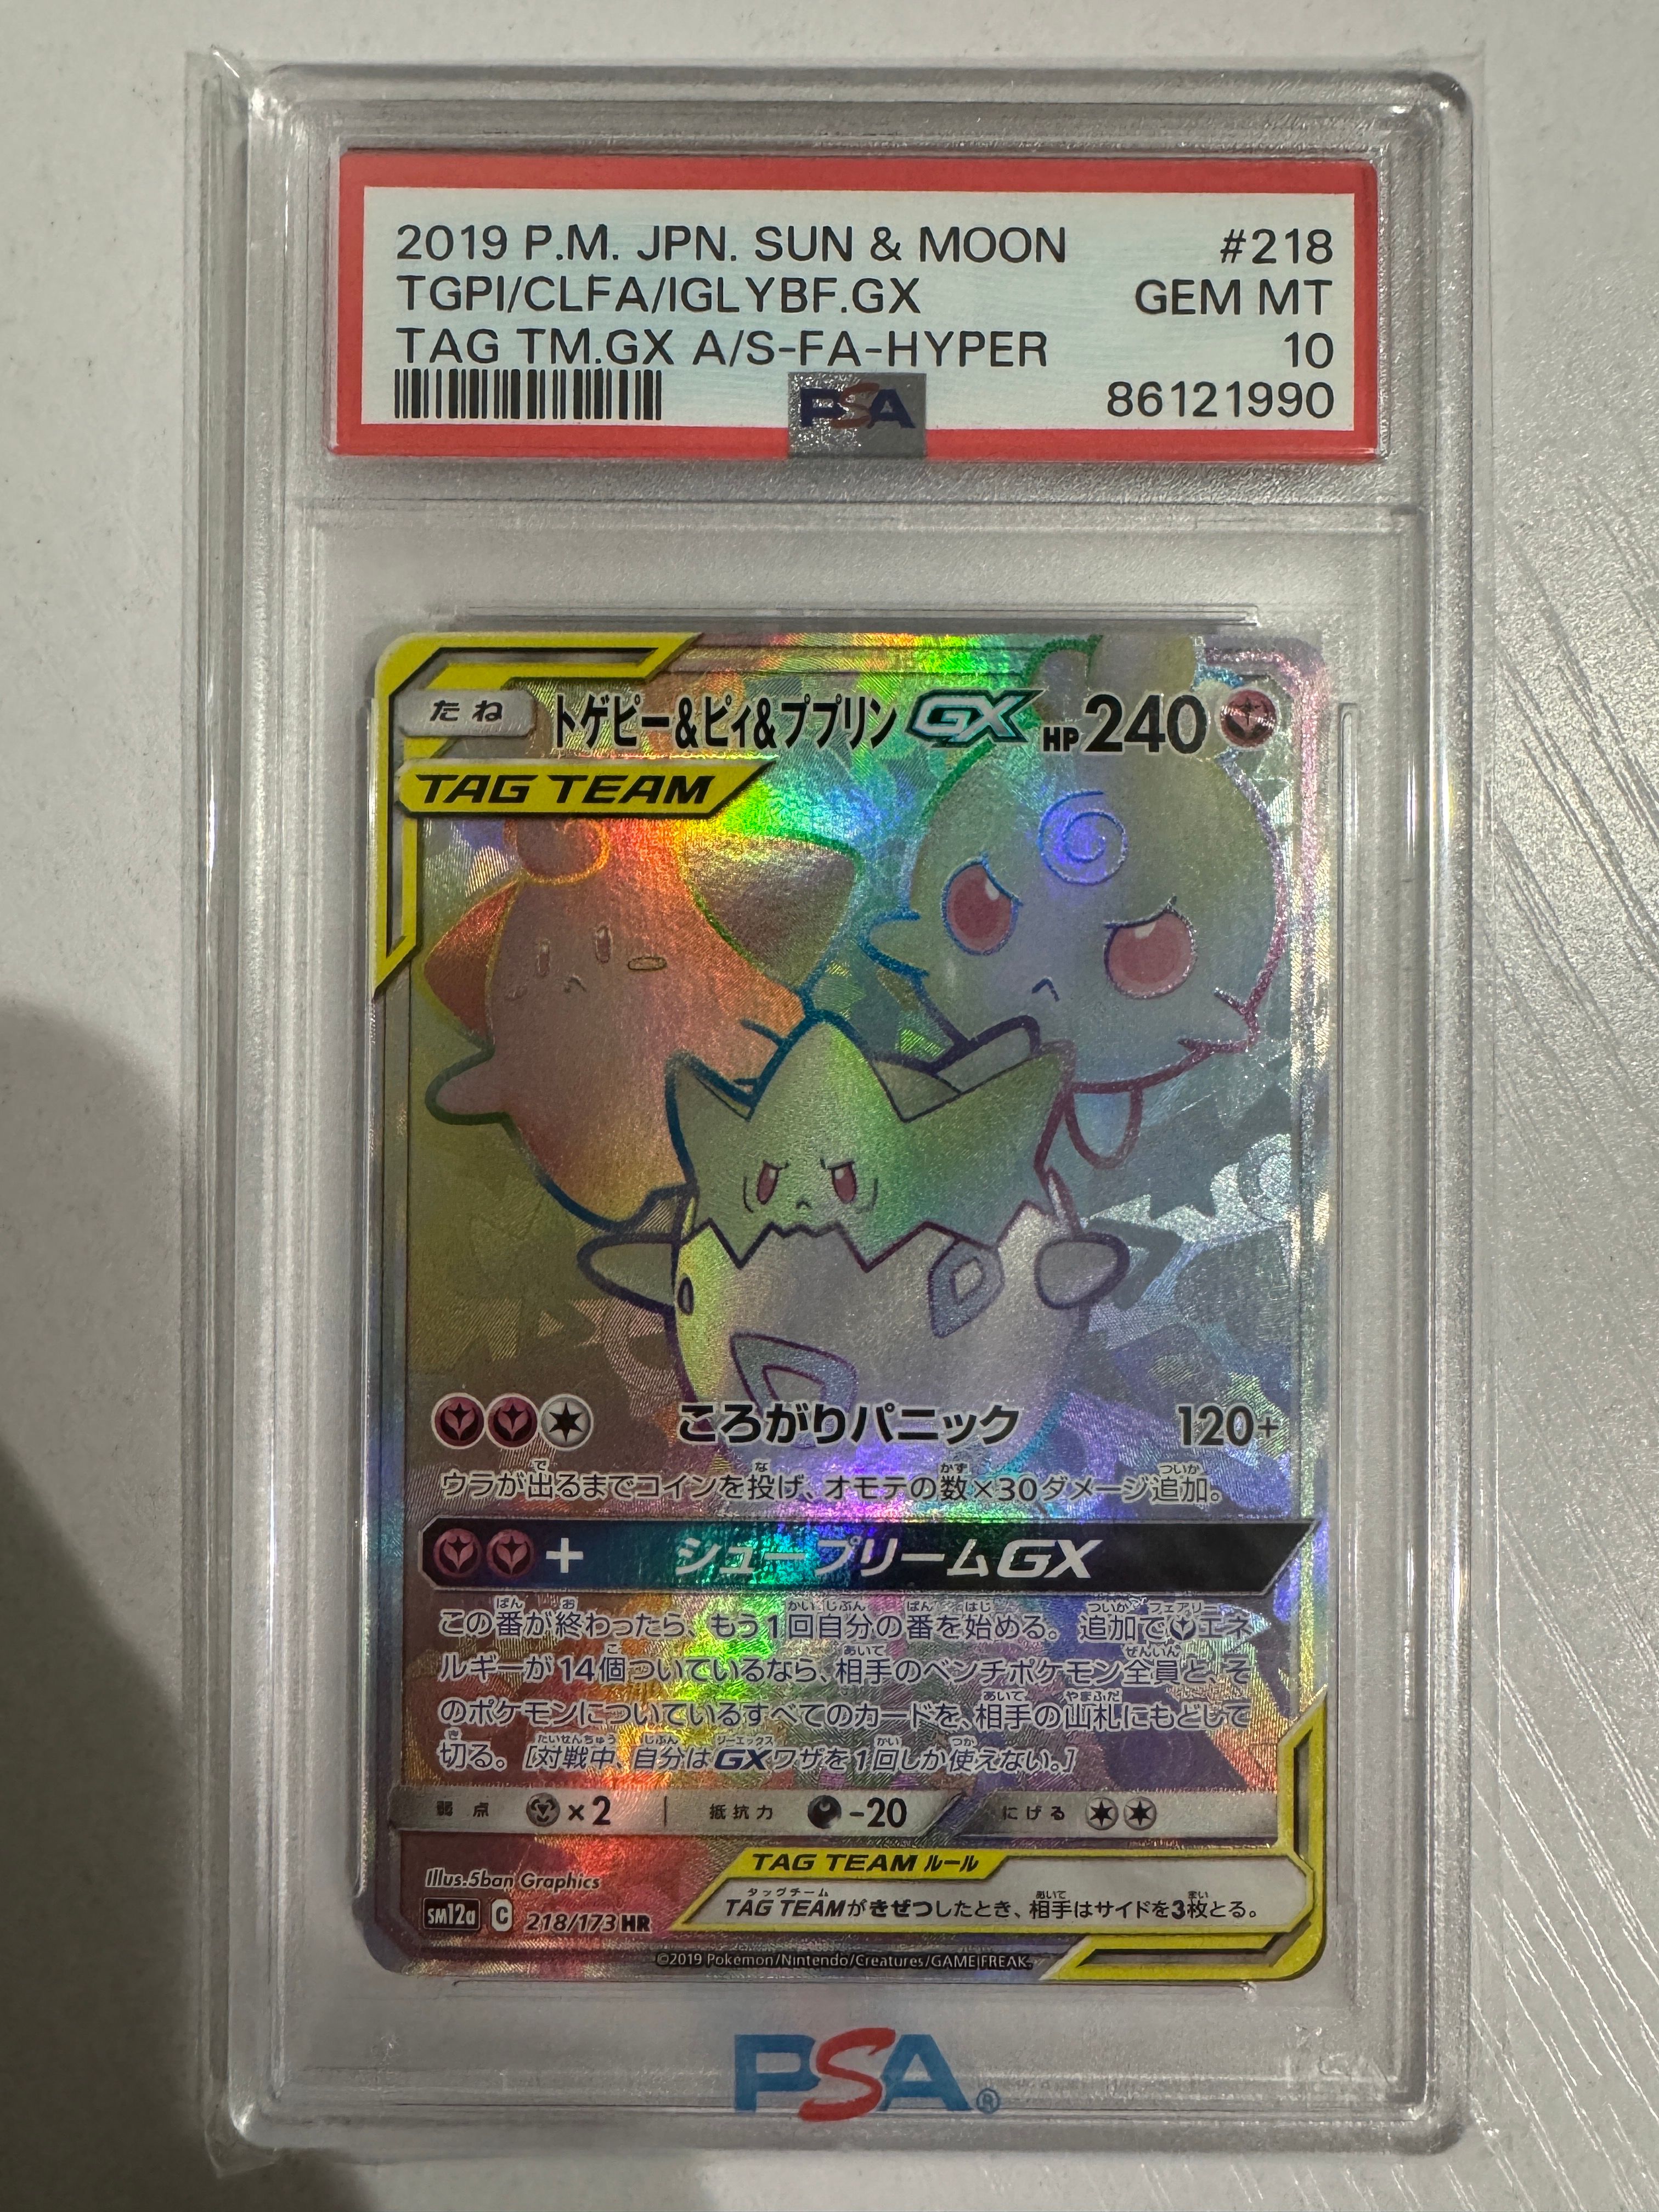 2019 P.M. JPN. SUN & MOON #218
TGPI/CLFA/IGLYBF.GX GEM MT
TAG TM.GX A/S-FA-HYPER 10
PSA 86121990
たね トゲピー&ピィ&ププリンGX HP240
TAG TEAM
ころがりパニック 120+
ウラが出るまでコインを投げ、オモテの数×30ダメージ追加。
+ シュープリームGX
この番が終わったら、もう1回自分の番を始める。追加でエネ
ルギーが14個ついているなら、相手のベンチポケモン全員と、そ
のポケモンについているすべてのカードを、相手の山札にもどして
切る。[対戦中、自分はGXワザを1回しか使えない。]
弱点 ×2 抵抗力 -20 にげる
TAG TEAM ルール
Illus.5ban Graphics
TAG TEAMがきぜつしたとき、相手はサイドを3枚とる。
SM12a C 218/173 HR
©2019 Pokémon/Nintendo/Creatures/GAME FREAK.
PSA®